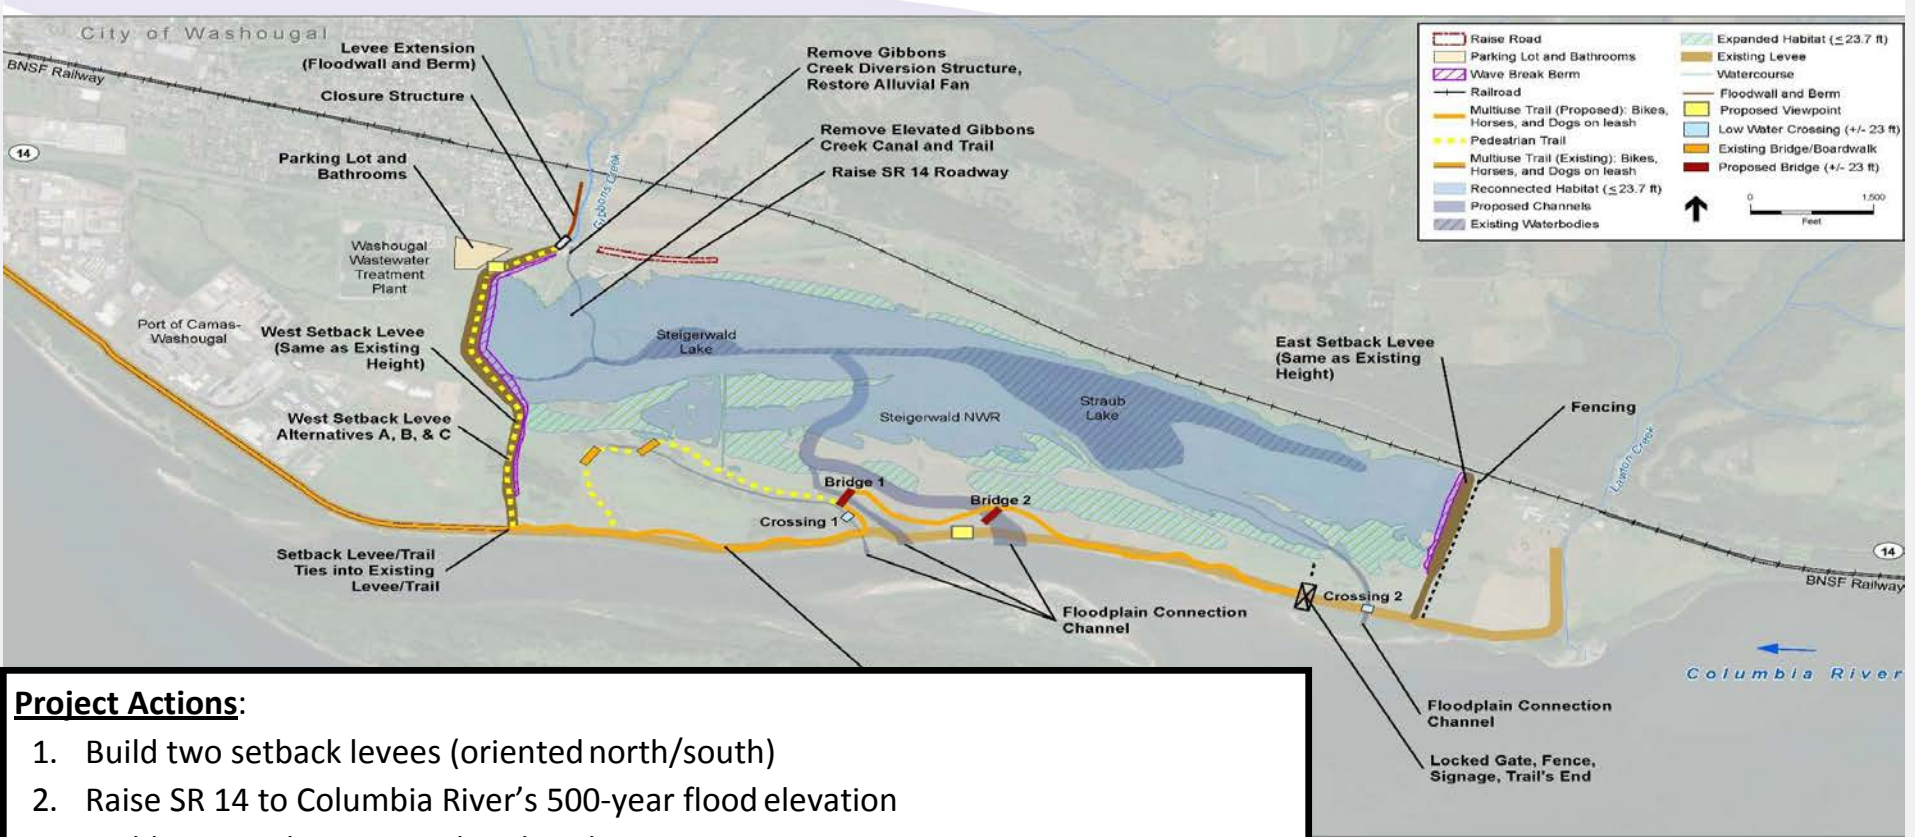 City of Washougal
BNSF Railway
14
Levee Extension
(Floodwall and Berm)
Closure Structure
Parking Lot and
Bathrooms
Remove Gibbons
Creek Diversion Structure,
Restore Alluvial Fan
Remove Elevated Gibbons
Creek Canal and Trail
Raise SR 14 Roadway
Gibbons Creek
Washougal
Wastewater
Treatment
Plant
Port of Camas-
Washougal
West Setback Levee
(Same as Existing
Height)
West Setback Levee
Alternatives A, B, & C
Setback Levee/Trail
Ties into Existing
Levee/Trail
Steigerwald
Lake
Steigerwald NWR
Straub
Lake
Bridge 1
Bridge 2
Crossing 1
Floodplain Connection
Channel
East Setback Levee
(Same as Existing
Height)
Fencing
Lawton Creek
14
BNSF Railway
Crossing 2
Columbia River
Floodplain Connection
Channel
Locked Gate, Fence,
Signage, Trail's End
Raise Road
Parking Lot and Bathrooms
Wave Break Berm
Railroad
Multiuse Trail (Proposed): Bikes,
Horses, and Dogs on leash
Pedestrian Trail
Multiuse Trail (Existing): Bikes,
Horses, and Dogs on leash
Reconnected Habitat (≤23.7 ft)
Proposed Channels
Existing Waterbodies
Expanded Habitat (≤23.7 ft)
Existing Levee
Watercourse
Floodwall and Berm
Proposed Viewpoint
Low Water Crossing (+/- 23 ft)
Existing Bridge/Boardwalk
Proposed Bridge (+/- 23 ft)
0 1,500
Feet
Project Actions:
1. Build two setback levees (oriented north/south)
2. Raise SR 14 to Columbia River's 500-year flood elevation